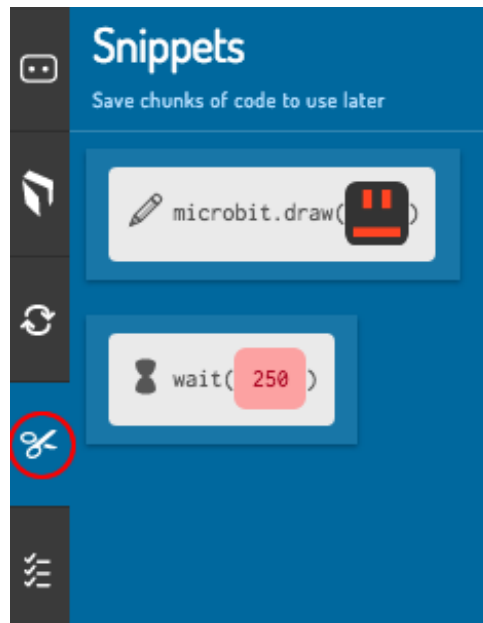 Snippets
Save chunks of code to use later
microbit.draw( )
wait( 250 )